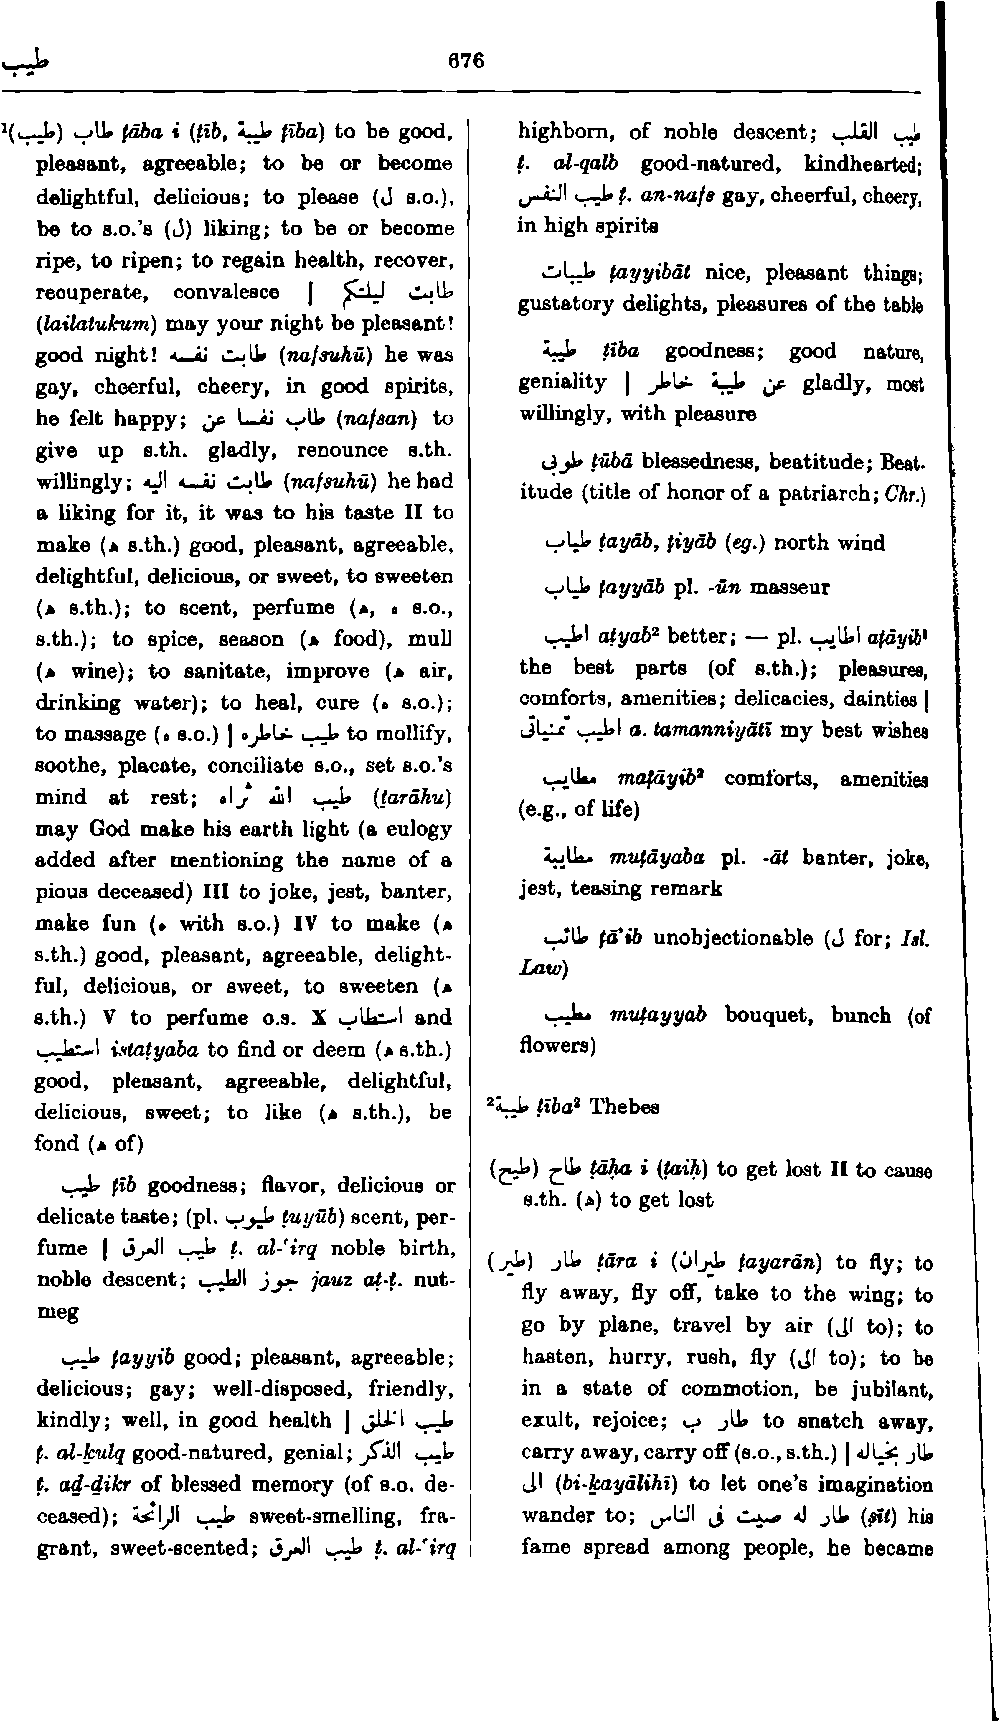 طيب
676
¹(طيب) طاب ṭāba i (ṭīb, طيبة ṭība) to be good,
pleasant, agreeable; to be or become
delightful, delicious; to please (ل s.o.),
be to s.o.'s (ل) liking; to be or become
ripe, to ripen; to regain health, recover,
recuperate, convalesce | طابت ليلتكم
(lailatukum) may your night be pleasant!
good night! طابت نفسه (nafsuhū) he was
gay, cheerful, cheery, in good spirits,
he felt happy; طاب نفسا عن (nafsan) to
give up s.th. gladly, renounce s.th.
willingly; طابت نفسه اليه (nafsuhū) he had
a liking for it, it was to his taste II to
make (ه s.th.) good, pleasant, agreeable,
delightful, delicious, or sweet, to sweeten
(ه s.th.); to scent, perfume (ه, ه s.o.,
s.th.); to spice, season (ه food), mull
(ه wine); to sanitate, improve (ه air,
drinking water); to heal, cure (ه s.o.);
to massage (ه s.o.) | طيب خاطره to mollify,
soothe, placate, conciliate s.o., set s.o.'s
mind at rest; طيب الله ثراه (ṯarāhu)
may God make his earth light (a eulogy
added after mentioning the name of a
pious deceased) III to joke, jest, banter,
make fun (ه with s.o.) IV to make (ه
s.th.) good, pleasant, agreeable, delight-
ful, delicious, or sweet, to sweeten (ه
s.th.) V to perfume o.s. X استطاب and
استطيب istaṭyaba to find or deem (ه s.th.)
good, pleasant, agreeable, delightful,
delicious, sweet; to like (ه s.th.), be
fond (ه of)
طيب ṭīb goodness; flavor, delicious or
delicate taste; (pl. طيوب ṭuyūb) scent, per-
fume | طيب العرق ṭ. al-ʿirq noble birth,
noble descent; جوز الطيب jauz aṭ-ṭ. nut-
meg
طيب ṭayyib good; pleasant, agreeable;
delicious; gay; well-disposed, friendly,
kindly; well, in good health | طيب الخلق
ṭ. al-ḵulq good-natured, genial; طيب الذكر
ṭ. aḏ-ḏikr of blessed memory (of s.o. de-
ceased); طيب الرائحة sweet-smelling, fra-
grant, sweet-scented; طيب العرق ṭ. al-ʿirq
highborn, of noble descent; طيب القلب
ṭ. al-qalb good-natured, kindhearted;
طيب النفس ṭ. an-nafs gay, cheerful, cheery,
in high spirits
طيبات ṭayyibāt nice, pleasant things;
gustatory delights, pleasures of the table
طيبة ṭība goodness; good nature,
geniality | عن طيبة خاطر gladly, most
willingly, with pleasure
طوبى ṭūbā blessedness, beatitude; Beat-
itude (title of honor of a patriarch; Chr.)
طياب ṭayāb, ṭiyāb (eg.) north wind
طياب ṭayyāb pl. -ūn masseur
اطيب aṭyab² better; — pl. اطايب aṭāyib²
the best parts (of s.th.); pleasures,
comforts, amenities; delicacies, dainties |
اطيب تمنياتى a. tamanniyātī my best wishes
مطايب maṭāyib² comforts, amenities
(e.g., of life)
مطايبة muṭāyaba pl. -āt banter, joke,
jest, teasing remark
طائب ṭāʾib unobjectionable (ل for; Isl.
Law)
مطيب muṭayyab bouquet, bunch (of
flowers)
²طيبة ṭība² Thebes
(طيح) طاح ṭāḥa i (ṭaiḥ) to get lost II to cause
s.th. (ه) to get lost
(طير) طار ṭāra i (طيران ṭayarān) to fly; to
fly away, fly off, take to the wing; to
go by plane, travel by air (الى to); to
hasten, hurry, rush, fly (الى to); to be
in a state of commotion, be jubilant,
exult, rejoice; طار ب to snatch away,
carry away, carry off (s.o., s.th.) | طار بخياله
الى (bi-ḵayālihī) to let one's imagination
wander to; طار له صيت فى الناس (ṣīt) his
fame spread among people, he became